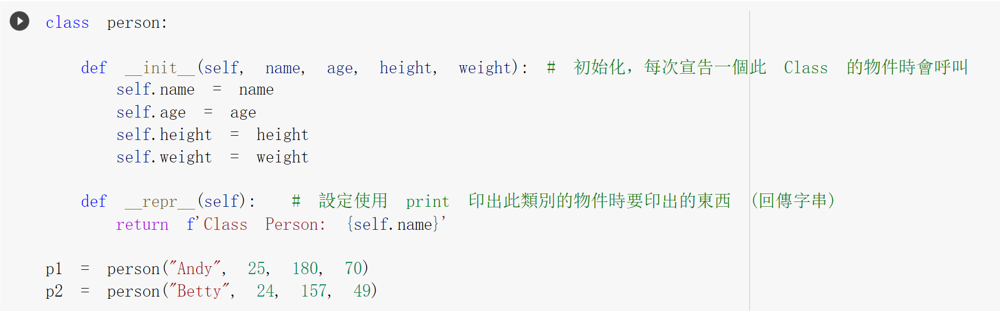 class person:
def __init__(self, name, age, height, weight): # 初始化，每次宣告一個此 Class 的物件時會呼叫
self.name = name
self.age = age
self.height = height
self.weight = weight
def __repr__(self): # 設定使用 print 印出此類別的物件時要印出的東西 (回傳字串)
return f'Class Person: {self.name}'
p1 = person("Andy", 25, 180, 70)
p2 = person("Betty", 24, 157, 49)